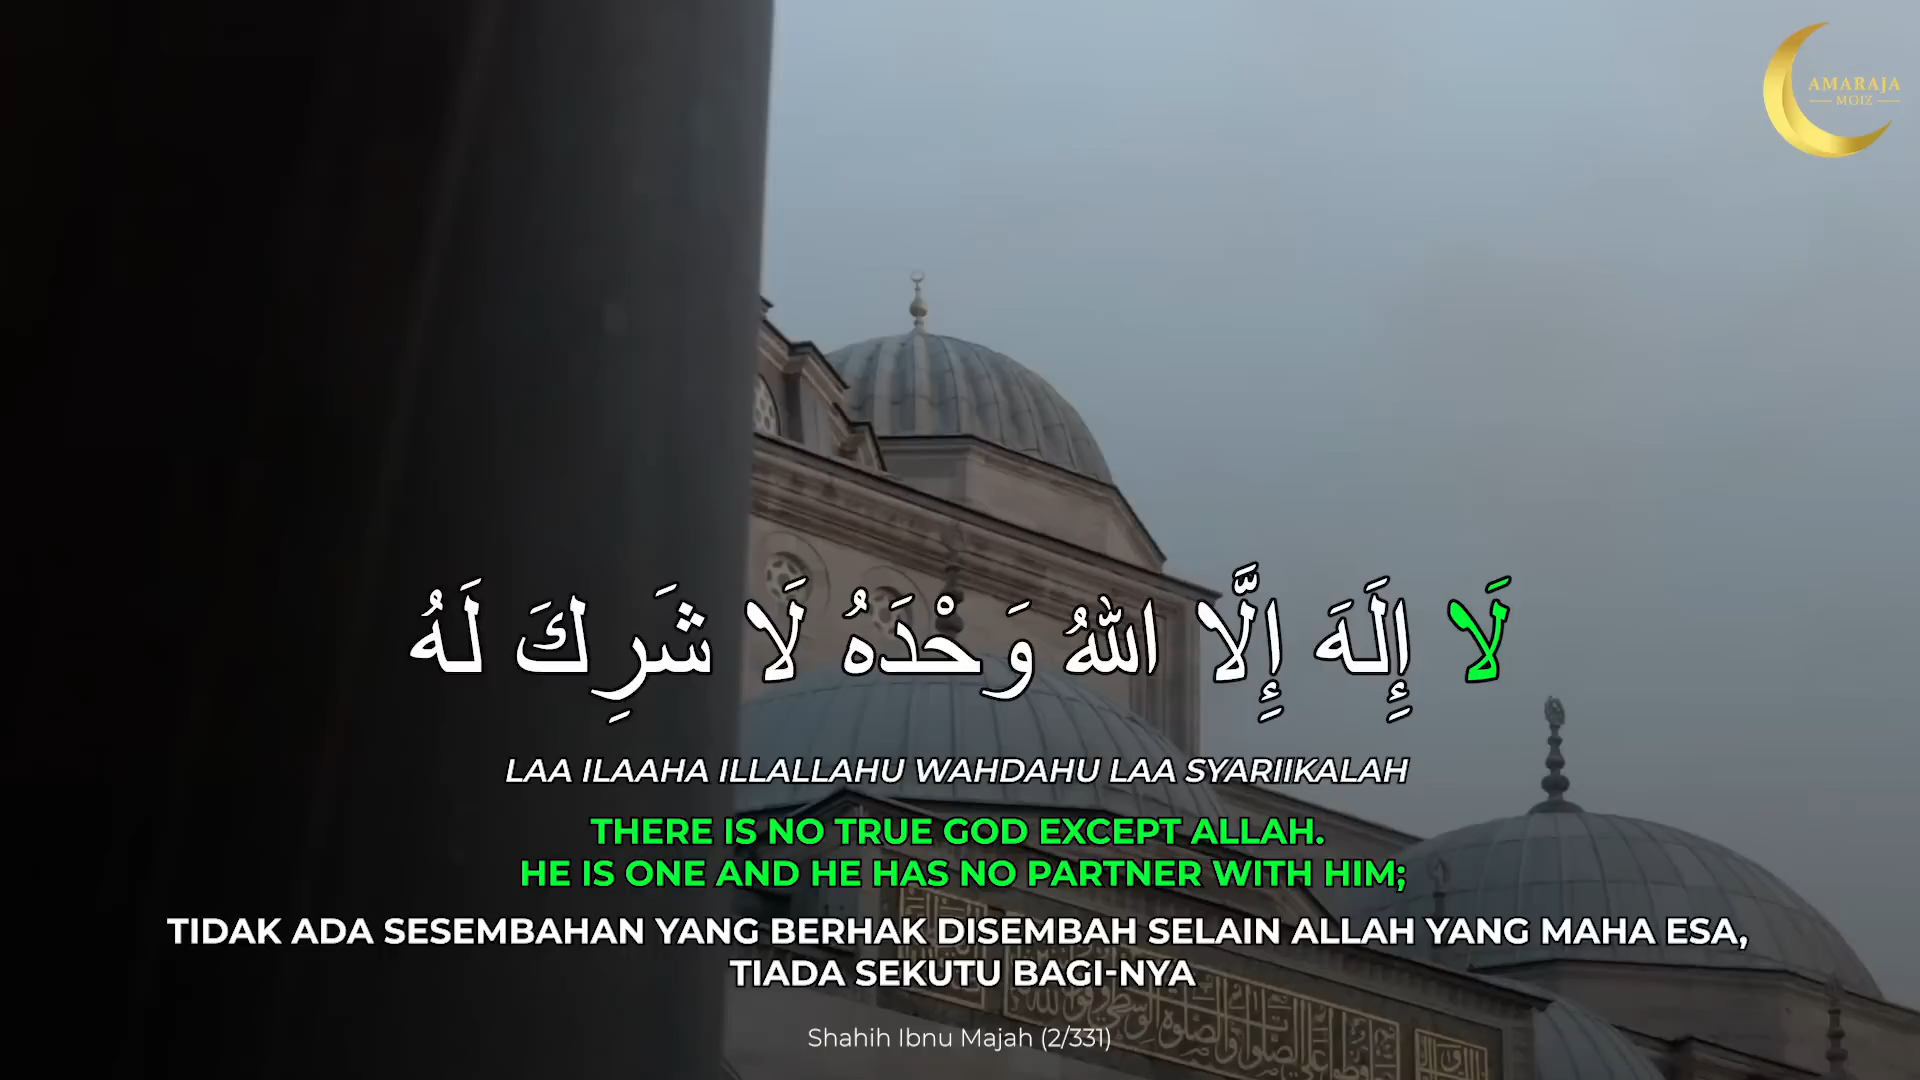 AMARAJA
MOIZ
لَا إِلَهَ إِلَّا اللهُ وَحْدَهُ لَا شَرِكَ لَهُ
LAA ILAAHA ILLALLAHU WAHDAHU LAA SYARIIKALAH
THERE IS NO TRUE GOD EXCEPT ALLAH.
HE IS ONE AND HE HAS NO PARTNER WITH HIM;
TIDAK ADA SESEMBAHAN YANG BERHAK DISEMBAH SELAIN ALLAH YANG MAHA ESA,
TIADA SEKUTU BAGI-NYA
Shahih Ibnu Majah (2/331)